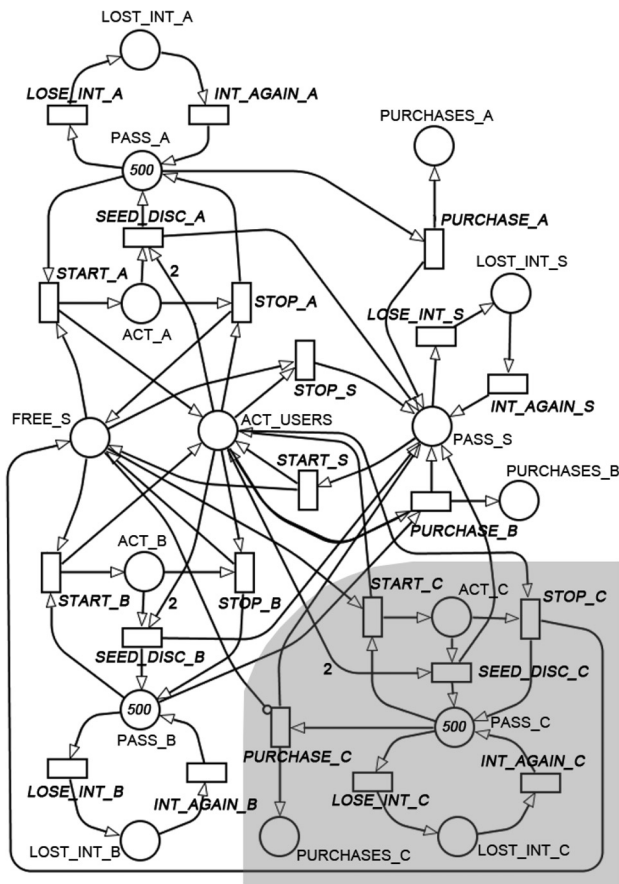 LOST_INT_A
LOSE_INT_A
INT_AGAIN_A
PASS_A
PURCHASES_A
500
SEED_DISC_A
PURCHASE_A
2
START_A
LOST_INT_S
STOP_A
ACT_A
LOSE_INT_S
STOP_S
INT_AGAIN_S
FREE_S
ACT_USERS
PASS_S
START_S
PURCHASES_B
PURCHASE_B
ACT_B
START_B
2
STOP_B
START_C
ACT_C
STOP_C
SEED_DISC_B
2
SEED_DISC_C
500
PASS_B
500
PASS_C
PURCHASE_C
LOSE_INT_B
INT_AGAIN_B
LOSE_INT_C
INT_AGAIN_C
LOST_INT_B
PURCHASES_C
LOST_INT_C